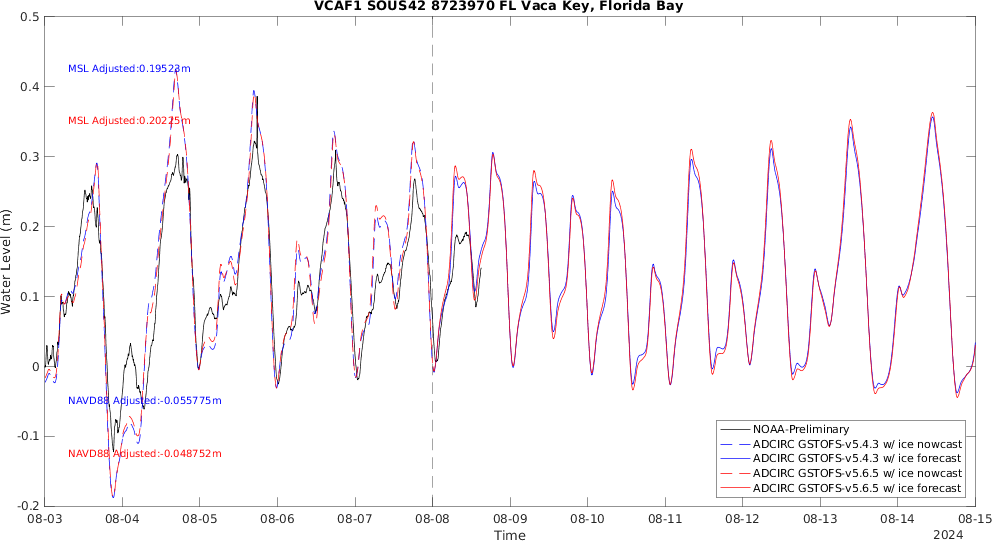 VCAF1 SOUS42 8723970 FL Vaca Key, Florida Bay
0.5
0.4
0.3
0.2
0.1
0
-0.1
-0.2
Water Level (m)
MSL Adjusted:0.19523m
MSL Adjusted:0.20225m
NAVD88 Adjusted:-0.055775m
NAVD88 Adjusted:-0.048752m
NOAA-Preliminary
ADCIRC GSTOFS-v5.4.3 w/ ice nowcast
ADCIRC GSTOFS-v5.4.3 w/ ice forecast
ADCIRC GSTOFS-v5.6.5 w/ ice nowcast
ADCIRC GSTOFS-v5.6.5 w/ ice forecast
08-03 08-04 08-05 08-06 08-07 08-08 08-09 08-10 08-11 08-12 08-13 08-14 08-15
Time
2024